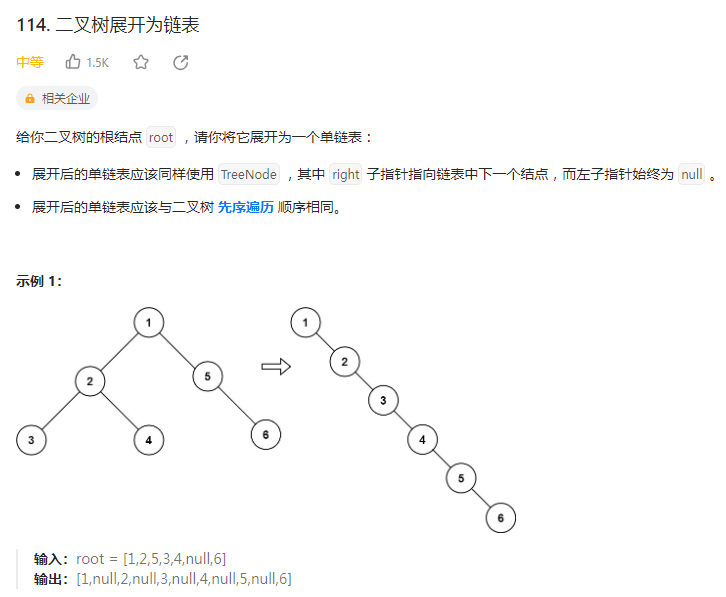 114. 二叉树展开为链表
中等 1.5K
相关企业
给你二叉树的根结点 root ，请你将它展开为一个单链表：
展开后的单链表应该同样使用 TreeNode ，其中 right 子指针指向链表中下一个结点，而左子指针始终为 null 。
展开后的单链表应该与二叉树 先序遍历 顺序相同。
示例 1：
1 1
2 5 2
3 4 6 3
4
5
6
输入：root = [1,2,5,3,4,null,6]
输出：[1,null,2,null,3,null,4,null,5,null,6]